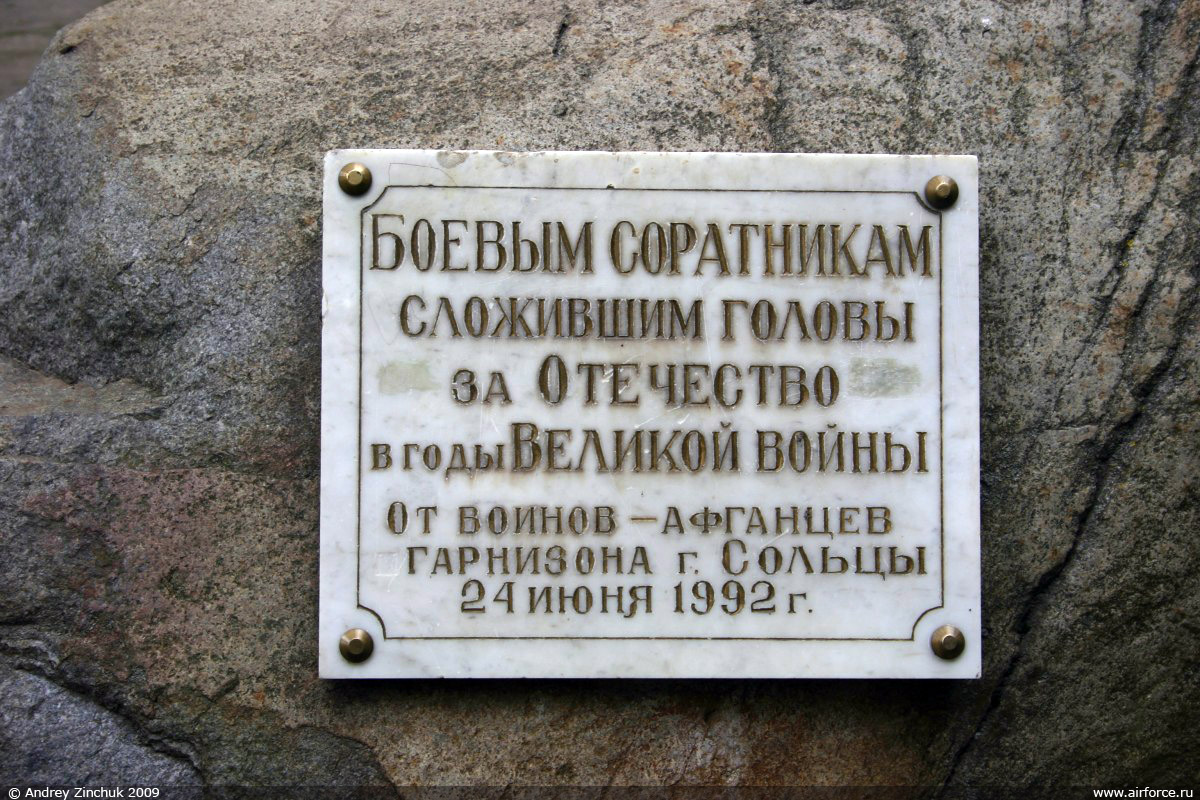 Боевым соратникам
сложившим головы
за Отечество
в годы Великой войны
От воинов – афганцев
гарнизона г. Сольцы
24 июня 1992 г.
© Andrey Zinchuk 2009
www.airforce.ru